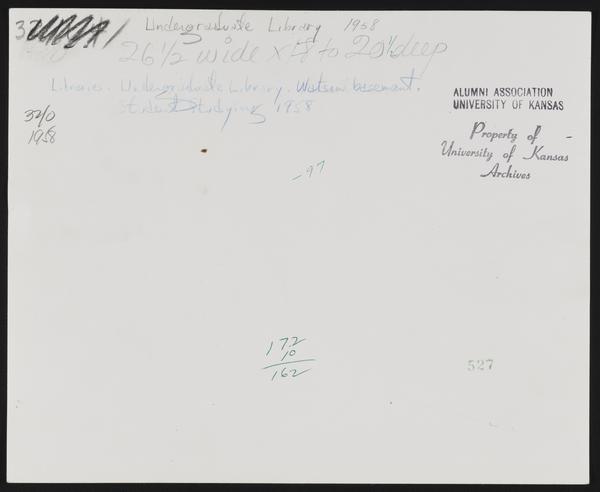 Undergraduate Library 1958
26 1/2 wide x 18 to 20 1/2 deep
Libraries. Undergraduate Library. Watson basement.
Students Studying 1958
32/0
1958
ALUMNI ASSOCIATION
UNIVERSITY OF KANSAS
Property of
University of Kansas
Archives
-97
172
10
162
527